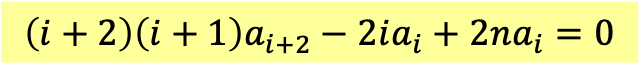 (i + 2)(i + 1)a_{i+2} − 2ia_i + 2na_i = 0